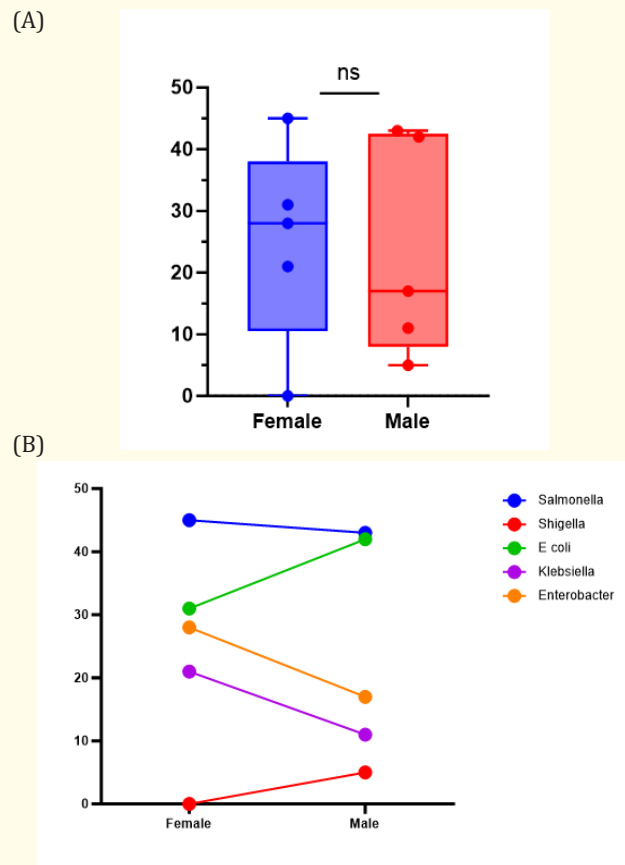 (A)
ns
50
40
30
20
10
0
Female Male
(B)
50
40
30
20
10
0
Female Male
Salmonella
Shigella
E coli
Klebsiella
Enterobacter